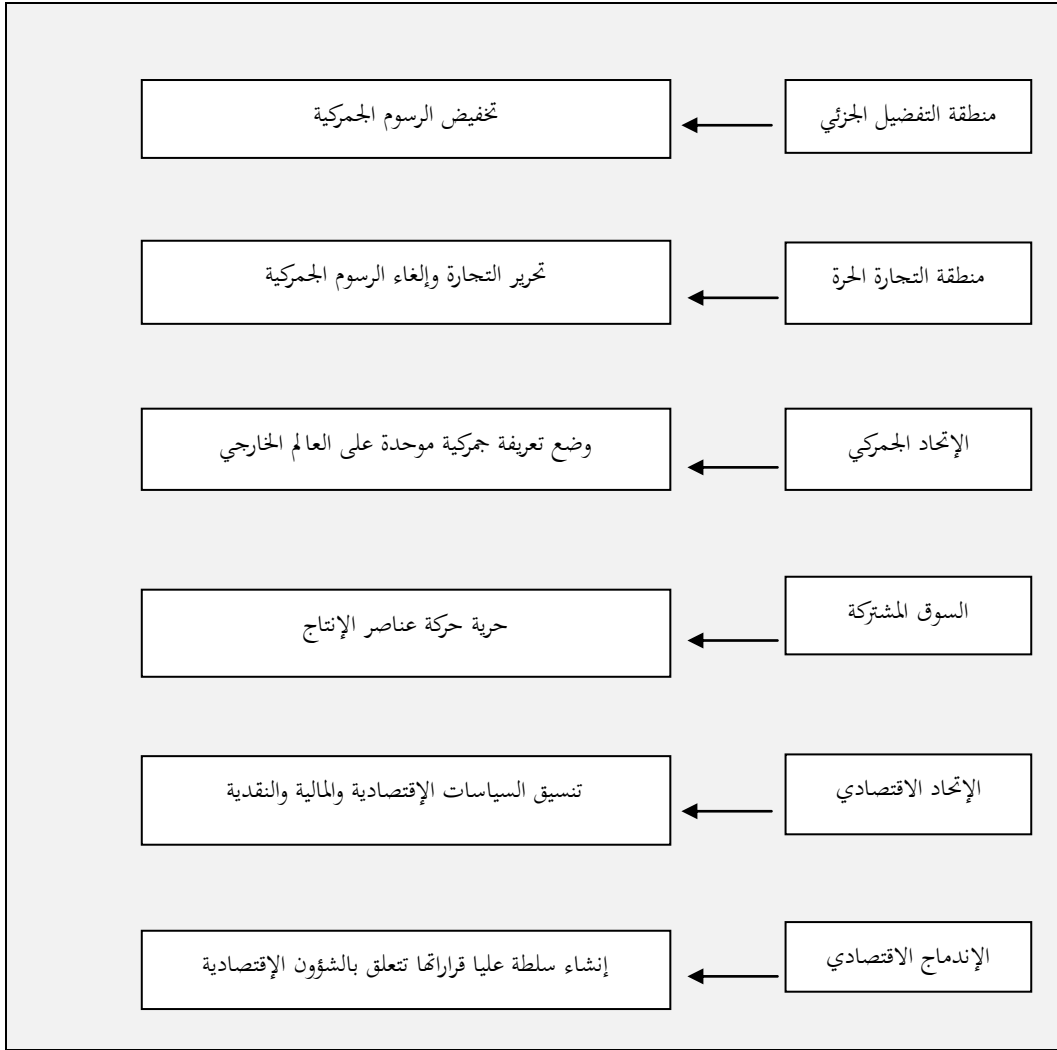 منطقة التفضيل الجزئي
تخفيض الرسوم الجمركية
منطقة التجارة الحرة
تحرير التجارة وإلغاء الرسوم الجمركية
الإتحاد الجمركي
وضع تعريفة جمركية موحدة على العالم الخارجي
السوق المشتركة
حرية حركة عناصر الإنتاج
الإتحاد الاقتصادي
تنسيق السياسات الإقتصادية والمالية والنقدية
الإندماج الاقتصادي
إنشاء سلطة عليا قراراتها تتعلق بالشؤون الإقتصادية